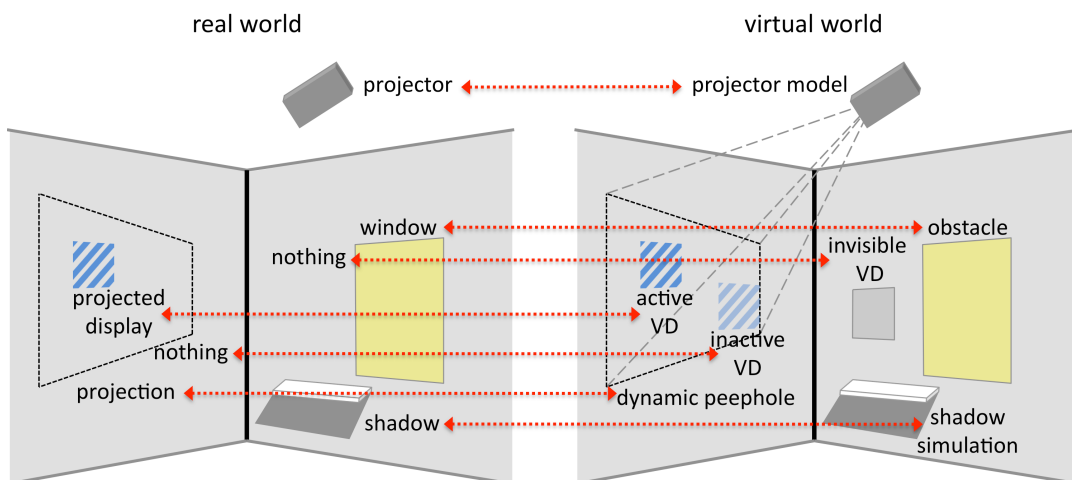 real world
virtual world
projector
projector model
window
obstacle
nothing
invisible
VD
projected
display
active
VD
nothing
inactive
VD
projection
dynamic peephole
shadow
shadow
simulation